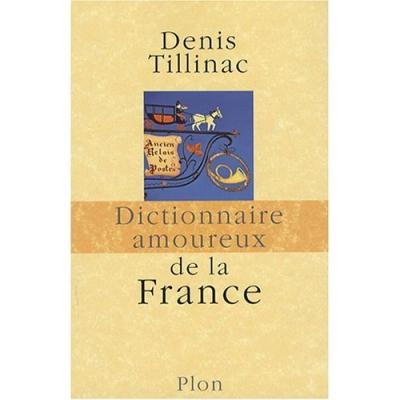 Denis
Tillinac
Ancien
Relais
de
Postes
Dictionnaire
amoureux
de la
France
Plon